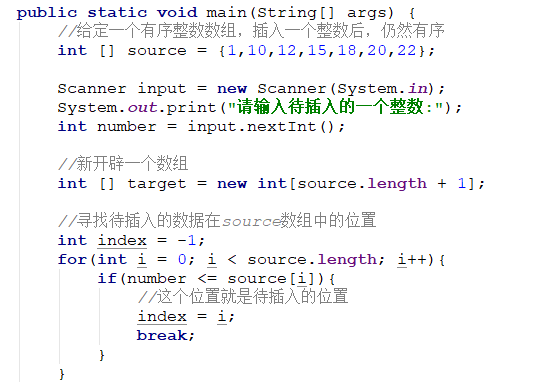 public static void main(String[] args) {
//给定一个有序整数数组，插入一个整数后，仍然有序
int [] source = {1,10,12,15,18,20,22};
Scanner input = new Scanner(System.in);
System.out.print("请输入待插入的一个整数:");
int number = input.nextInt();
//新开辟一个数组
int [] target = new int[source.length + 1];
//寻找待插入的数据在source数组中的位置
int index = -1;
for(int i = 0; i < source.length; i++){
if(number <= source[i]){
//这个位置就是待插入的位置
index = i;
break;
}
}